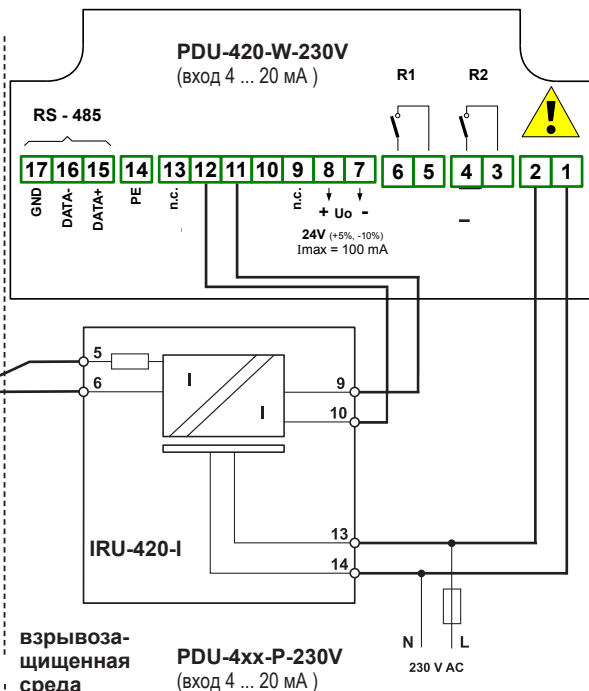 PDU-420-W-230V
(вход 4 ... 20 мА )
R1 R2
RS - 485
17 16 15 14 13 12 11 10 9 8 7 6 5 4 3 2 1
GND DATA- DATA+ PE n.c. n.c.
+ Uo -
24V (+5%, -10%)
Imax = 100 mA
5
6
I
I
9
10
IRU-420-I
13
14
N L
230 V AC
взрывоза-
щищенная
среда
PDU-4xx-P-230V
(вход 4 ... 20 мА )